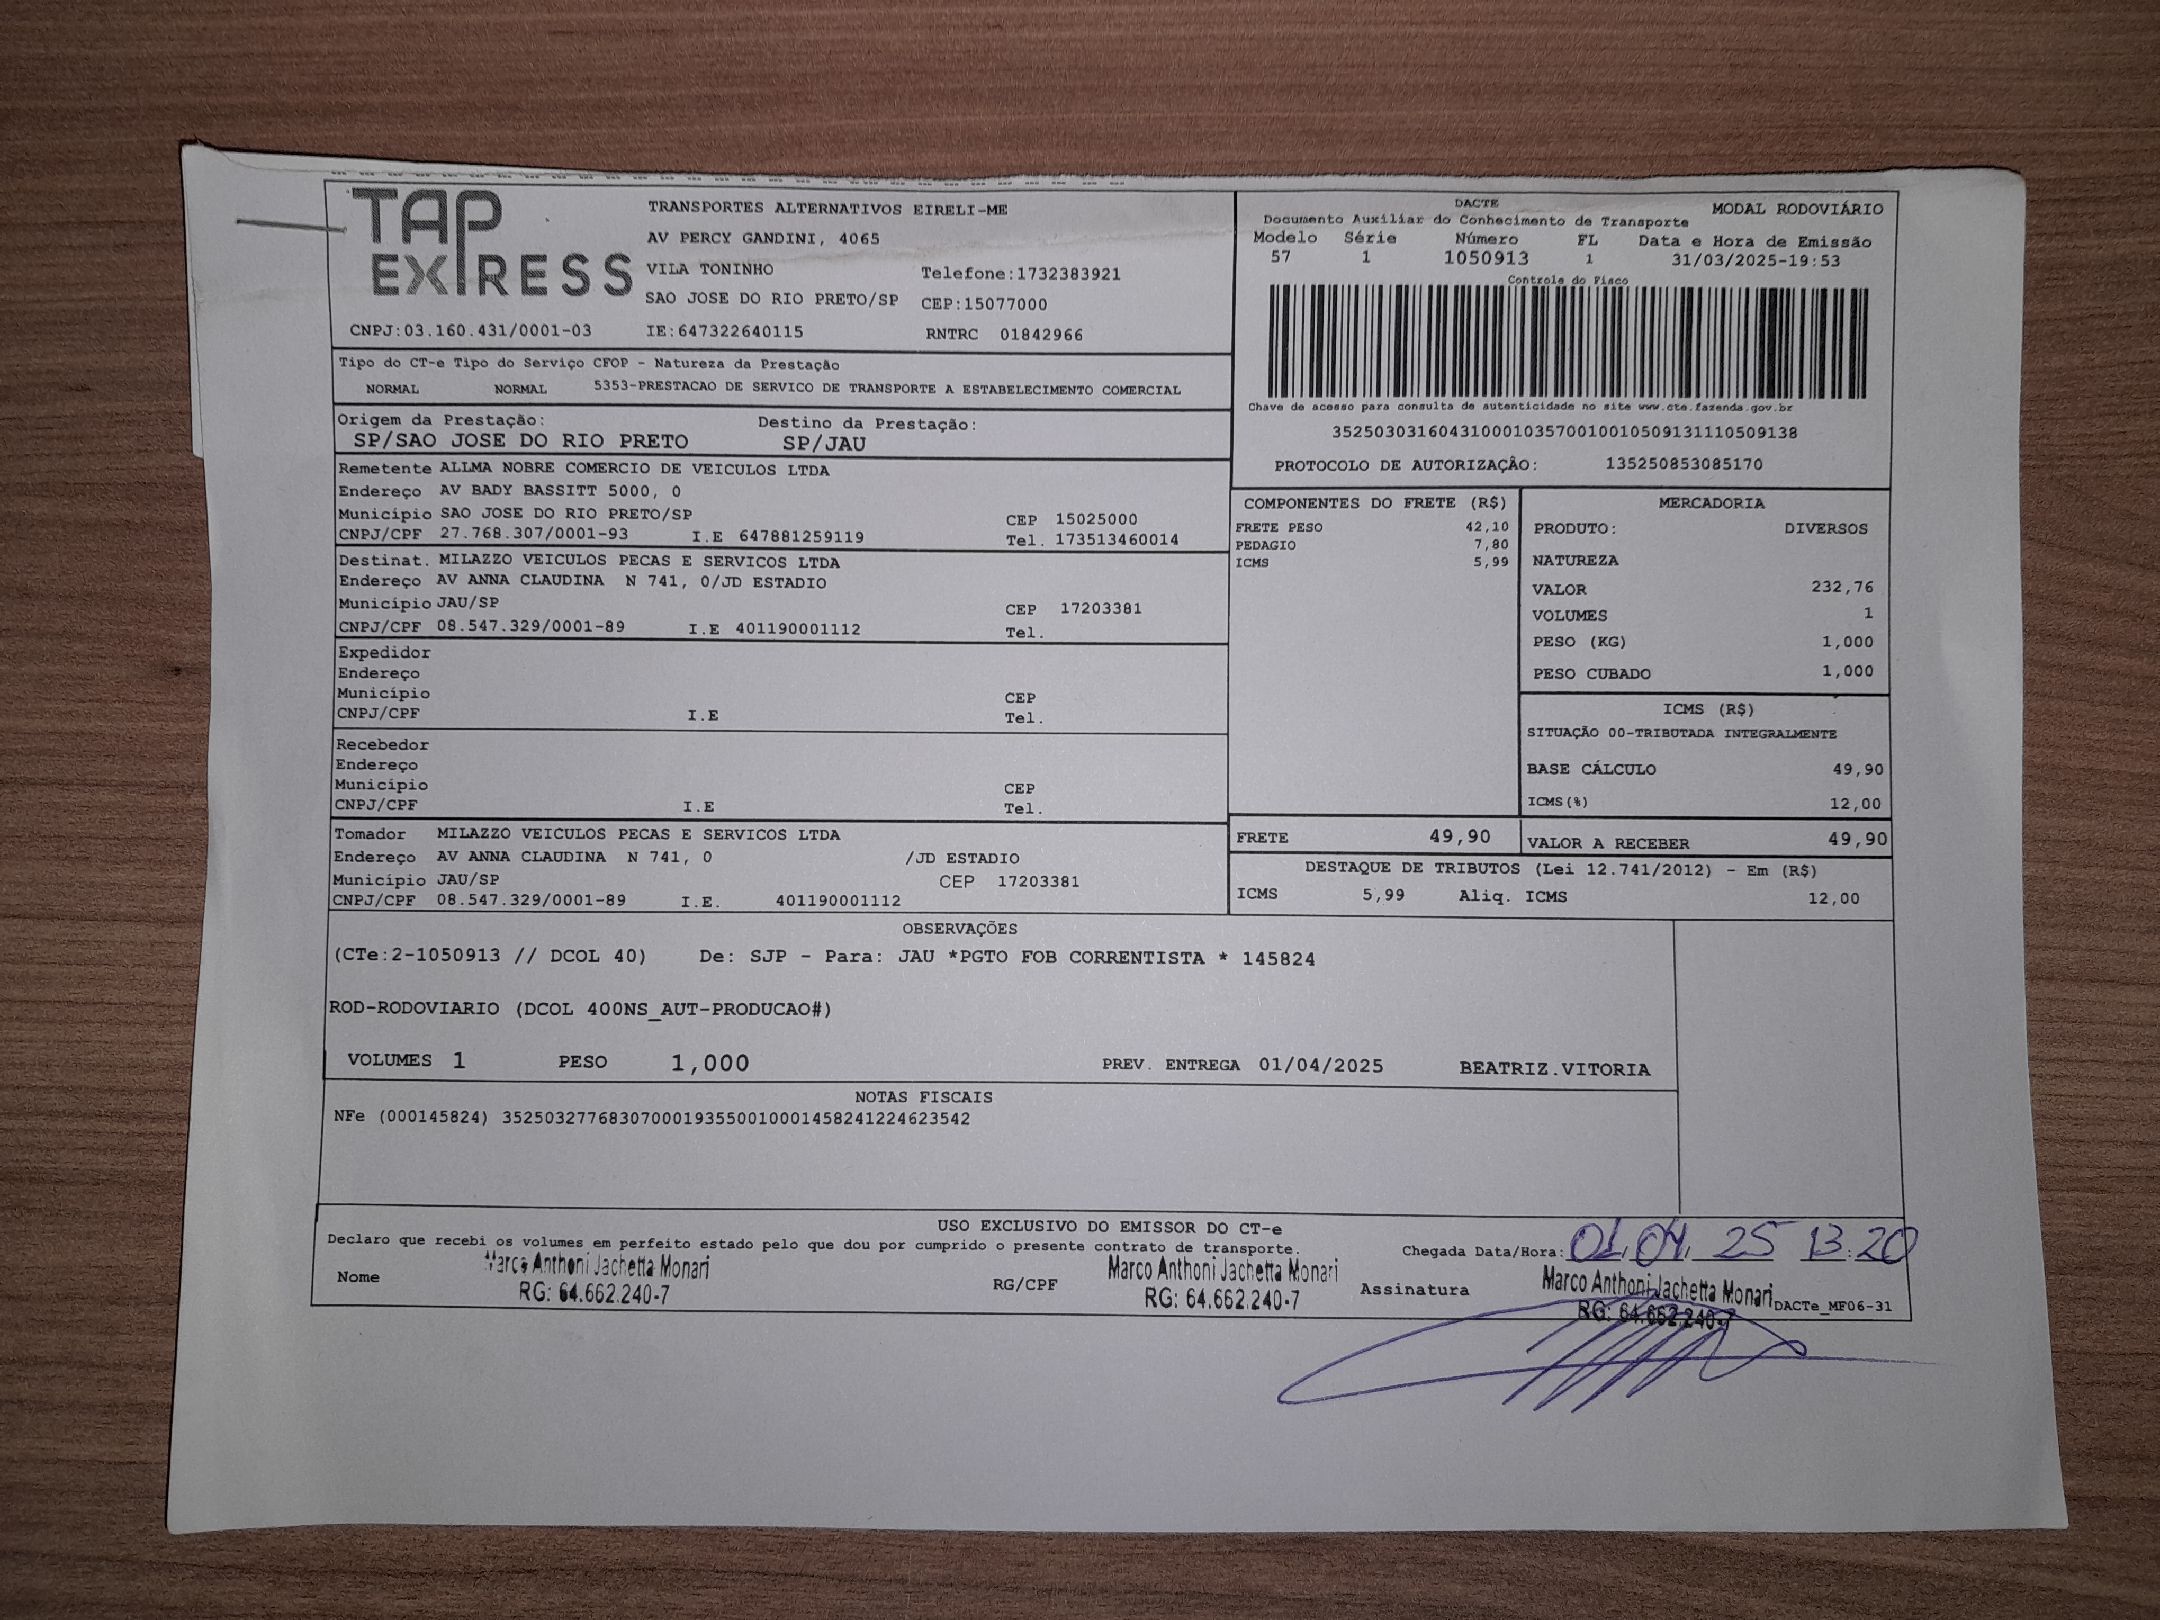 TAP EXPRESS
TRANSPORTES ALTERNATIVOS EIRELI-ME
AV PERCY GANDINI, 4065
VILA TONINHO Telefone:1732383921
SAO JOSE DO RIO PRETO/SP CEP:15077000
CNPJ:03.160.431/0001-03 IE:647322640115 RNTRC 01842966
DACTE MODAL RODOVIÁRIO
Documento Auxiliar do Conhecimento de Transporte
Modelo Série Número FL Data e Hora de Emissão
57 1 1050913 1 31/03/2025-19:53
Controle do Fisco
Chave de acesso para consulta de autenticidade no site www.cte.fazenda.gov.br
35250303160431000103570010010509131110509138
PROTOCOLO DE AUTORIZAÇÃO: 135250853085170
Tipo do CT-e Tipo do Serviço CFOP - Natureza da Prestação
NORMAL NORMAL 5353-PRESTACAO DE SERVICO DE TRANSPORTE A ESTABELECIMENTO COMERCIAL
Origem da Prestação: Destino da Prestação:
SP/SAO JOSE DO RIO PRETO SP/JAU
Remetente ALLMA NOBRE COMERCIO DE VEICULOS LTDA
Endereço AV BADY BASSITT 5000, 0
Município SAO JOSE DO RIO PRETO/SP CEP 15025000
CNPJ/CPF 27.768.307/0001-93 I.E 647881259119 Tel. 173513460014
Destinat. MILAZZO VEICULOS PECAS E SERVICOS LTDA
Endereço AV ANNA CLAUDINA N 741, 0/JD ESTADIO
Município JAU/SP CEP 17203381
CNPJ/CPF 08.547.329/0001-89 I.E 401190001112 Tel.
Expedidor
Endereço
Município CEP
CNPJ/CPF I.E Tel.
Recebedor
Endereço
Município CEP
CNPJ/CPF I.E Tel.
Tomador MILAZZO VEICULOS PECAS E SERVICOS LTDA
Endereço AV ANNA CLAUDINA N 741, 0 /JD ESTADIO
Município JAU/SP CEP 17203381
CNPJ/CPF 08.547.329/0001-89 I.E. 401190001112
COMPONENTES DO FRETE (R$)
FRETE PESO 42,10
PEDAGIO 7,80
ICMS 5,99
MERCADORIA
PRODUTO: DIVERSOS
NATUREZA
VALOR 232,76
VOLUMES 1
PESO (KG) 1,000
PESO CUBADO 1,000
ICMS (R$)
SITUAÇÃO 00-TRIBUTADA INTEGRALMENTE
BASE CÁLCULO 49,90
ICMS(%) 12,00
FRETE 49,90 VALOR A RECEBER 49,90
DESTAQUE DE TRIBUTOS (Lei 12.741/2012) - Em (R$)
ICMS 5,99 Aliq. ICMS 12,00
OBSERVAÇÕES
(CTe:2-1050913 // DCOL 40) De: SJP - Para: JAU *PGTO FOB CORRENTISTA * 145824
ROD-RODOVIARIO (DCOL 400NS_AUT-PRODUCAO#)
VOLUMES 1 PESO 1,000 PREV. ENTREGA 01/04/2025 BEATRIZ.VITORIA
NOTAS FISCAIS
NFe (000145824) 35250327768307000193550010001458241224623542
USO EXCLUSIVO DO EMISSOR DO CT-e
Declaro que recebi os volumes em perfeito estado pelo que dou por cumprido o presente contrato de transporte. Chegada Data/Hora: 01.04.25 13:20
Nome Marco Anthoni Jachetta Monari RG/CPF Marco Anthoni Jachetta Monari Assinatura Marco Anthoni Jachetta Monari
RG: 64.662.240-7 RG: 64.662.240-7 RG: 64.662.240-7 DACTe_MF06-31